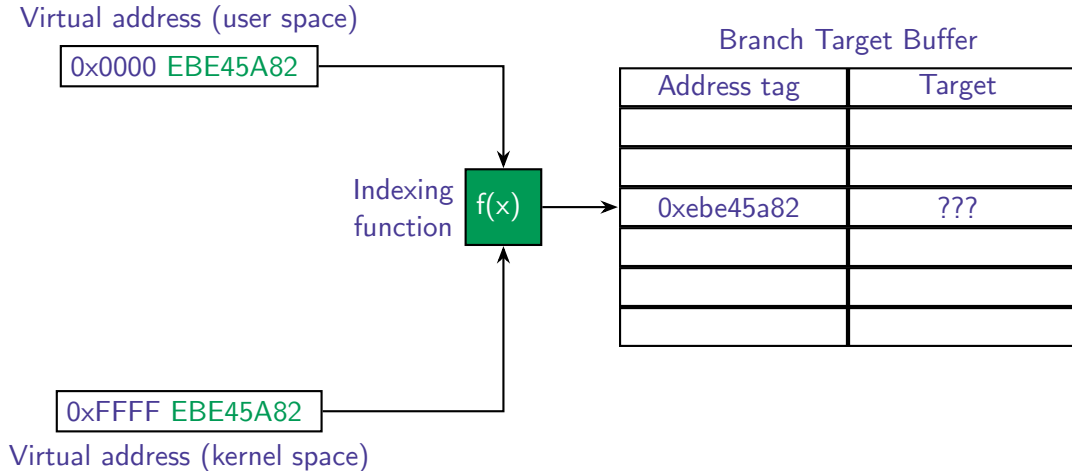 Virtual address (user space)
0x0000 EBE45A82
Branch Target Buffer
Address tag
Target
Indexing
function
f(x)
0xebe45a82
???
0xFFFF EBE45A82
Virtual address (kernel space)